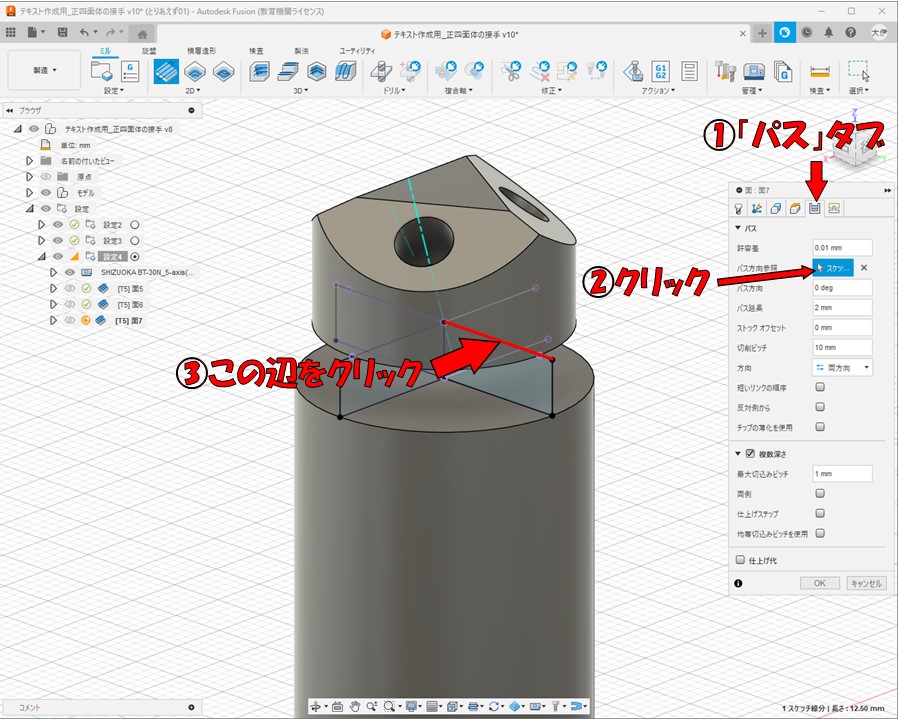 テキスト作成用_正四面体の接手 v10* (とりあえず01) - Autodesk Fusion (教育機関ライセンス)
テキスト作成用_正四面体の接手 v10*
大伊
ミル 旋盤 積層造形 検査 製法 ユーティリティ
製造
G1
G2
設定 2D 3D ドリル 複合軸 修正 アクション 管理 検査 選択
ブラウザ
テキスト作成用_正四面体の接手 v8
単位: mm
名前の付いたビュー
原点
モデル
設定
設定2
設定3
設定4
SHIZUOKA BT-30N_5-axis(...
[T5] 面5
[T5] 面6
[T5] 面7
①「パス」タブ
②クリック
③この辺をクリック
Z
X
Y
面 : 面7
パス
許容差 0.01 mm
パス方向参照 スケッ...
パス方向 0 deg
パス延長 2 mm
ストック オフセット 0 mm
切削ピッチ 10 mm
方向 両方向
短いリンクの順序
反対側から
チップの薄化を使用
複数深さ
最大切込みピッチ 1 mm
両側
仕上げステップ
均等切込みピッチを使用
仕上げ代
OK キャンセル
コメント
1 スケッチ線分 | 長さ : 12.50 mm